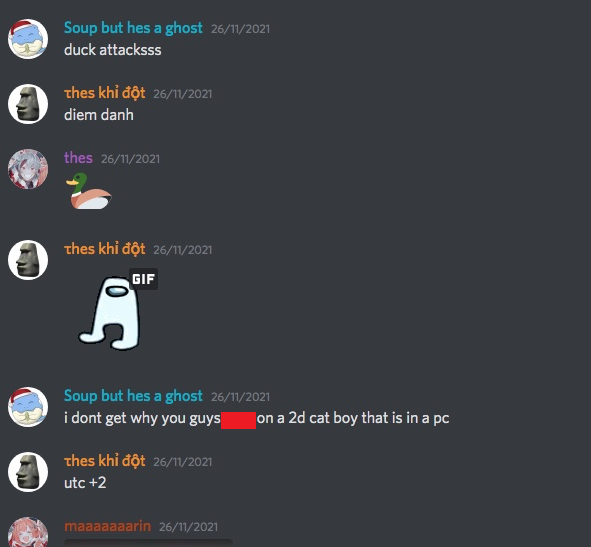 Soup but hes a ghost 26/11/2021
duck attacksss
τhes khỉ đột 26/11/2021
diem danh
thes 26/11/2021
τhes khỉ đột 26/11/2021
GIF
Soup but hes a ghost 26/11/2021
i dont get why you guys on a 2d cat boy that is in a pc
τhes khỉ đột 26/11/2021
utc +2
maaaaaaarin 26/11/2021